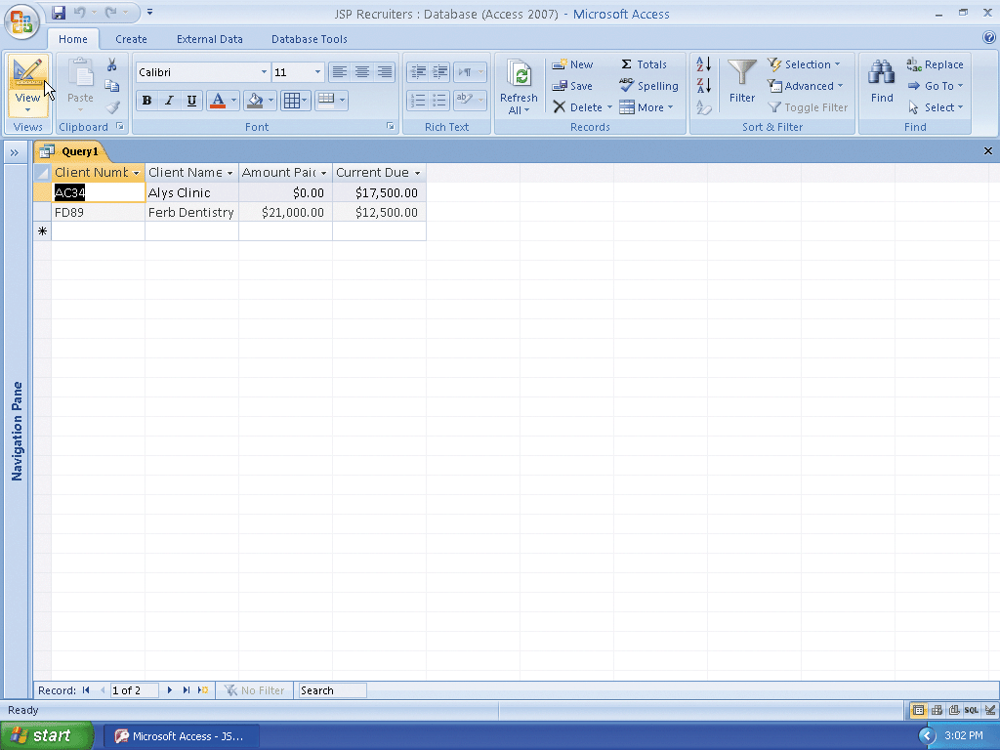 JSP Recruiters : Database (Access 2007) - Microsoft Access
Home Create External Data Database Tools
Calibri 11 New Totals Selection Replace
View Paste B I U A ab Refresh All Save Spelling Filter Advanced Find Go To
Delete More Toggle Filter Select
Views Clipboard Font Rich Text Records Sort & Filter Find
» Query1
Client Numb Client Name Amount Paid Current Due
AC34 Alys Clinic $0.00 $17,500.00
FD89 Ferb Dentistry $21,000.00 $12,500.00
Navigation Pane
Record: 1 of 2 No Filter Search
Ready SQL
start Microsoft Access - JS... 3:02 PM